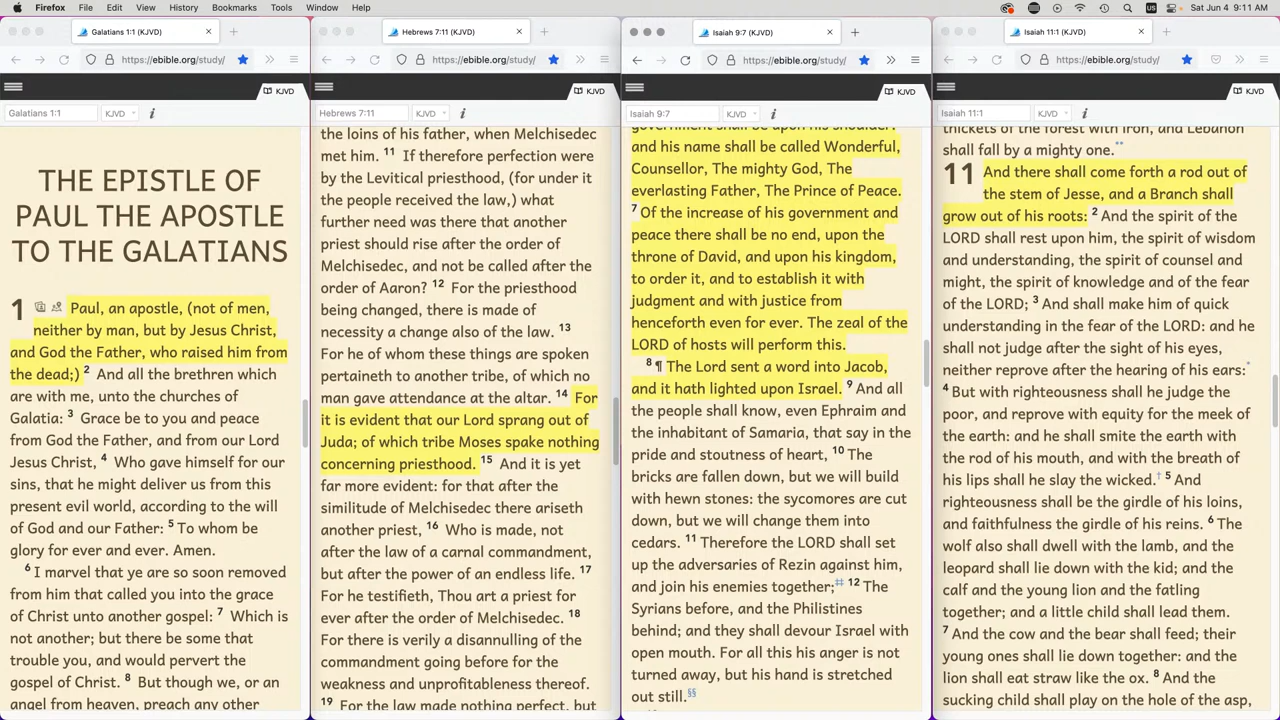 Firefox File Edit View History Bookmarks Tools Window Help Sat Jun 4 9:11 AM
Galatians 1:1 (KJVD)
https://ebible.org/study/
KJVD
Galatians 1:1 KJVD i
THE EPISTLE OF
PAUL THE APOSTLE
TO THE GALATIANS
1 Paul, an apostle, (not of men,
neither by man, but by Jesus Christ,
and God the Father, who raised him from
the dead;) 2 And all the brethren which
are with me, unto the churches of
Galatia: 3 Grace be to you and peace
from God the Father, and from our Lord
Jesus Christ, 4 Who gave himself for our
sins, that he might deliver us from this
present evil world, according to the will
of God and our Father: 5 To whom be
glory for ever and ever. Amen.
6 I marvel that ye are so soon removed
from him that called you into the grace
of Christ unto another gospel: 7 Which is
not another; but there be some that
trouble you, and would pervert the
gospel of Christ. 8 But though we, or an
angel from heaven, preach any other
Hebrews 7:11 (KJVD)
https://ebible.org/study/
KJVD
Hebrews 7:11 KJVD i
the loins of his father, when Melchisedec
met him. 11 If therefore perfection were
by the Levitical priesthood, (for under it
the people received the law,) what
further need was there that another
priest should rise after the order of
Melchisedec, and not be called after the
order of Aaron? 12 For the priesthood
being changed, there is made of
necessity a change also of the law. 13
For he of whom these things are spoken
pertaineth to another tribe, of which no
man gave attendance at the altar. 14 For
it is evident that our Lord sprang out of
Juda; of which tribe Moses spake nothing
concerning priesthood. 15 And it is yet
far more evident: for that after the
similitude of Melchisedec there ariseth
another priest, 16 Who is made, not
after the law of a carnal commandment,
but after the power of an endless life. 17
For he testifieth, Thou art a priest for
ever after the order of Melchisedec. 18
For there is verily a disannulling of the
commandment going before for the
weakness and unprofitableness thereof.
19 For the law made nothing perfect, but
Isaiah 9:7 (KJVD)
https://ebible.org/study/
KJVD
Isaiah 9:7 KJVD i
government shall be upon his shoulder:
and his name shall be called Wonderful,
Counsellor, The mighty God, The
everlasting Father, The Prince of Peace.
7 Of the increase of his government and
peace there shall be no end, upon the
throne of David, and upon his kingdom,
to order it, and to establish it with
judgment and with justice from
henceforth even for ever. The zeal of the
LORD of hosts will perform this.
8 ¶ The Lord sent a word into Jacob,
and it hath lighted upon Israel. 9 And all
the people shall know, even Ephraim and
the inhabitant of Samaria, that say in the
pride and stoutness of heart, 10 The
bricks are fallen down, but we will build
with hewn stones: the sycomores are cut
down, but we will change them into
cedars. 11 Therefore the LORD shall set
up the adversaries of Rezin against him,
and join his enemies together;‡‡ 12 The
Syrians before, and the Philistines
behind; and they shall devour Israel with
open mouth. For all this his anger is not
turned away, but his hand is stretched
out still.§§
Isaiah 11:1 (KJVD)
https://ebible.org/study/
KJVD
Isaiah 11:1 KJVD i
thickets of the forest with iron, and Lebanon
shall fall by a mighty one.**
11 And there shall come forth a rod out of
the stem of Jesse, and a Branch shall
grow out of his roots: 2 And the spirit of the
LORD shall rest upon him, the spirit of wisdom
and understanding, the spirit of counsel and
might, the spirit of knowledge and of the fear
of the LORD; 3 And shall make him of quick
understanding in the fear of the LORD: and he
shall not judge after the sight of his eyes,
neither reprove after the hearing of his ears:*
4 But with righteousness shall he judge the
poor, and reprove with equity for the meek of
the earth: and he shall smite the earth with
the rod of his mouth, and with the breath of
his lips shall he slay the wicked.† 5 And
righteousness shall be the girdle of his loins,
and faithfulness the girdle of his reins. 6 The
wolf also shall dwell with the lamb, and the
leopard shall lie down with the kid; and the
calf and the young lion and the fatling
together; and a little child shall lead them.
7 And the cow and the bear shall feed; their
young ones shall lie down together: and the
lion shall eat straw like the ox. 8 And the
sucking child shall play on the hole of the asp,